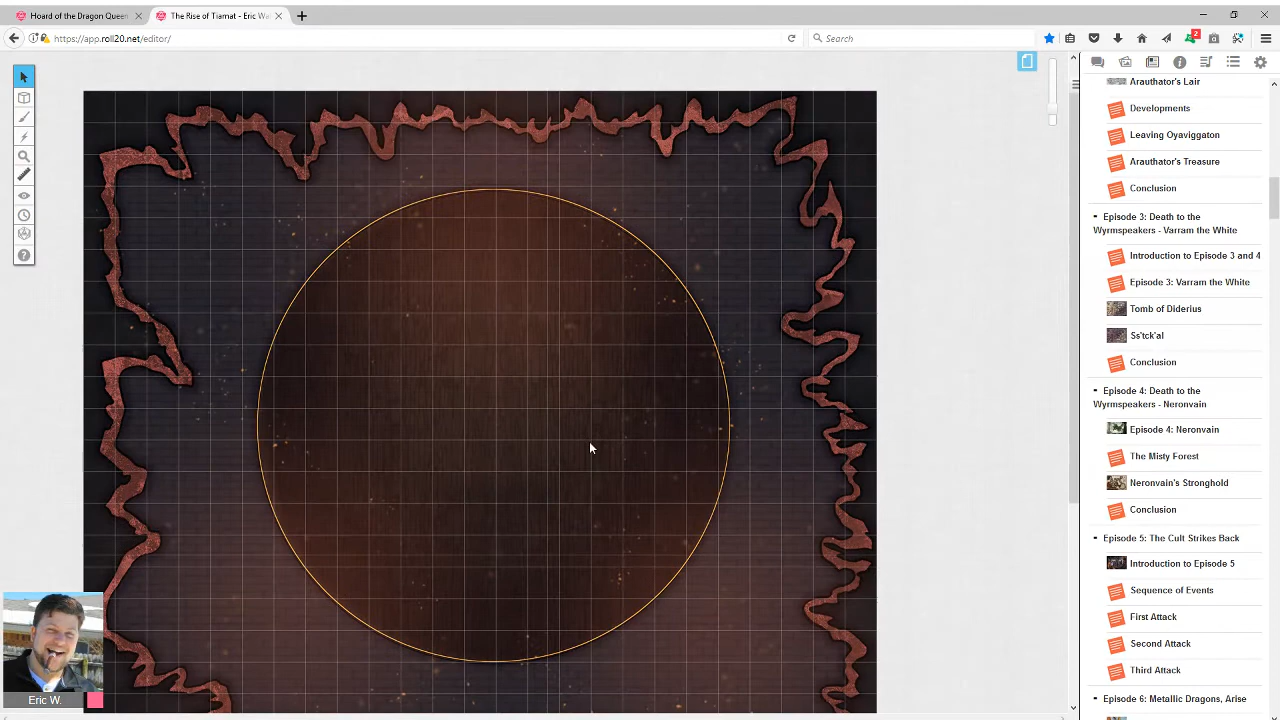 Hoard of the Dragon Queen
The Rise of Tiamat - Eric Wa
https://app.roll20.net/editor/
Search
2
Arauthator's Lair
Developments
Leaving Oyaviggaton
Arauthator's Treasure
Conclusion
Episode 3: Death to the
Wyrmspeakers - Varram the White
Introduction to Episode 3 and 4
Episode 3: Varram the White
Tomb of Diderius
Ss'tck'al
Conclusion
Episode 4: Death to the
Wyrmspeakers - Neronvain
Episode 4: Neronvain
The Misty Forest
Neronvain's Stronghold
Conclusion
Episode 5: The Cult Strikes Back
Introduction to Episode 5
Sequence of Events
First Attack
Second Attack
Third Attack
Episode 6: Metallic Dragons, Arise
Eric W.